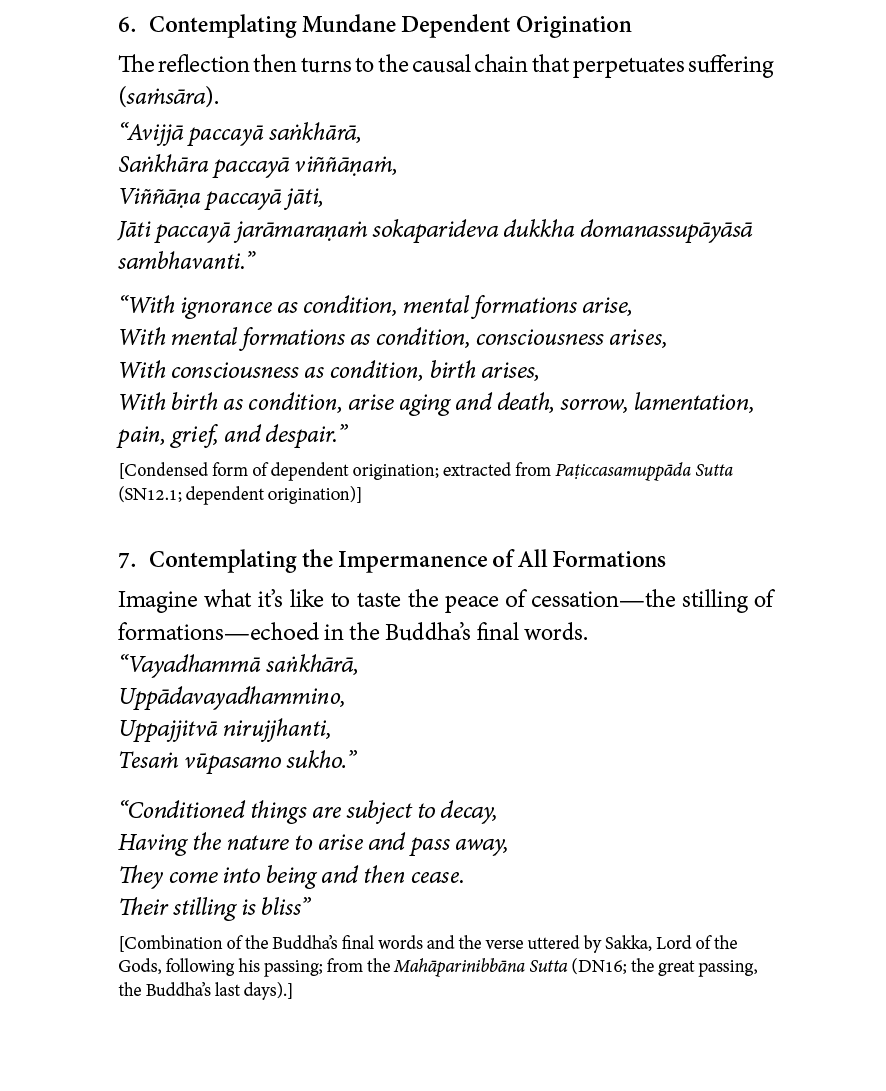 6. Contemplating Mundane Dependent Origination
The reflection then turns to the causal chain that perpetuates suffering
(saṁsāra).
“Avijjā paccayā saṅkhārā,
Saṅkhāra paccayā viññāṇaṁ,
Viññāṇa paccayā jāti,
Jāti paccayā jarāmaraṇaṁ sokaparideva dukkha domanassupāyāsā
sambhavanti.”
“With ignorance as condition, mental formations arise,
With mental formations as condition, consciousness arises,
With consciousness as condition, birth arises,
With birth as condition, arise aging and death, sorrow, lamentation,
pain, grief, and despair.”
[Condensed form of dependent origination; extracted from Paṭiccasamuppāda Sutta
(SN12.1; dependent origination)]
7. Contemplating the Impermanence of All Formations
Imagine what it’s like to taste the peace of cessation—the stilling of
formations—echoed in the Buddha’s final words.
“Vayadhammā saṅkhārā,
Uppādavayadhammino,
Uppajjitvā nirujjhanti,
Tesaṁ vūpasamo sukho.”
“Conditioned things are subject to decay,
Having the nature to arise and pass away,
They come into being and then cease.
Their stilling is bliss”
[Combination of the Buddha’s final words and the verse uttered by Sakka, Lord of the
Gods, following his passing; from the Mahāparinibbāna Sutta (DN16; the great passing,
the Buddha’s last days).]